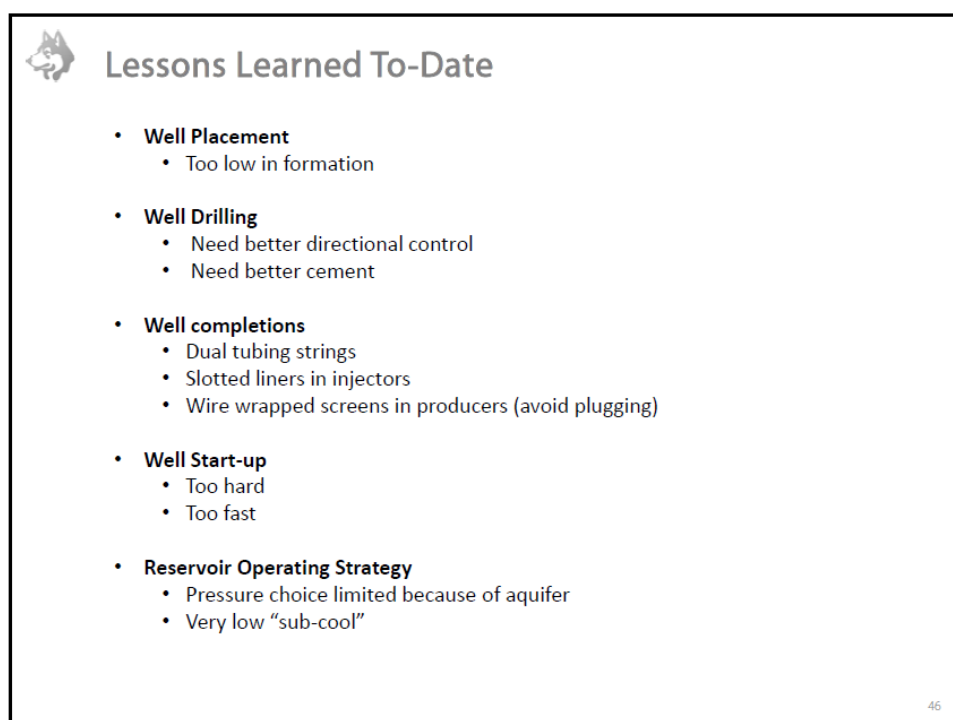 Lessons Learned To-Date
• Well Placement
• Too low in formation
• Well Drilling
• Need better directional control
• Need better cement
• Well completions
• Dual tubing strings
• Slotted liners in injectors
• Wire wrapped screens in producers (avoid plugging)
• Well Start-up
• Too hard
• Too fast
• Reservoir Operating Strategy
• Pressure choice limited because of aquifer
• Very low “sub-cool”
46